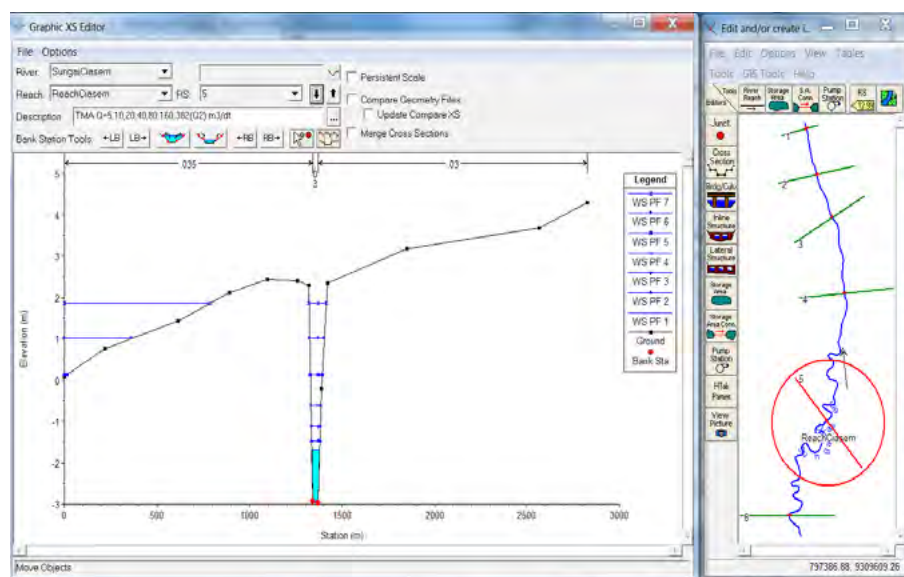 Graphic XS Editor
File Options
River: SungaiCiasem
Persistent Scale
Reach: ReachCiasem RS: 5
Compare Geometry Files
Update Compare XS
Description TMA Q=5,10,20,40,80,160,382(Q2) m3/dt ...
Merge Cross Sections
Bank Station Tools: LB LB RB RB
.035 .03
Legend
WS PF 7
WS PF 6
WS PF 5
WS PF 4
WS PF 3
WS PF 2
WS PF 1
Ground
Bank Sta
5
4
3
2
1
0
-1
-2
-3
Elevation (m)
0 500 1000 1500 2000 2500 3000
Station (m)
Move Objects
Edit and/or create i...
File Edit Options View Tables
Tools GIS Tools Help
Tools
Editors
River
Reach
Storage
Area
S.A.
Conn.
Pump
Station
RS
Junct.
Cross
Section
Brdg/Culv
Inline
Structure
Lateral
Structure
Storage
Area
Storage
Area Conn.
Pump
Station
HTab
Param.
View
Picture
1
2
3
4
5
ReachCiasem
6
797386.88, 9309609.26